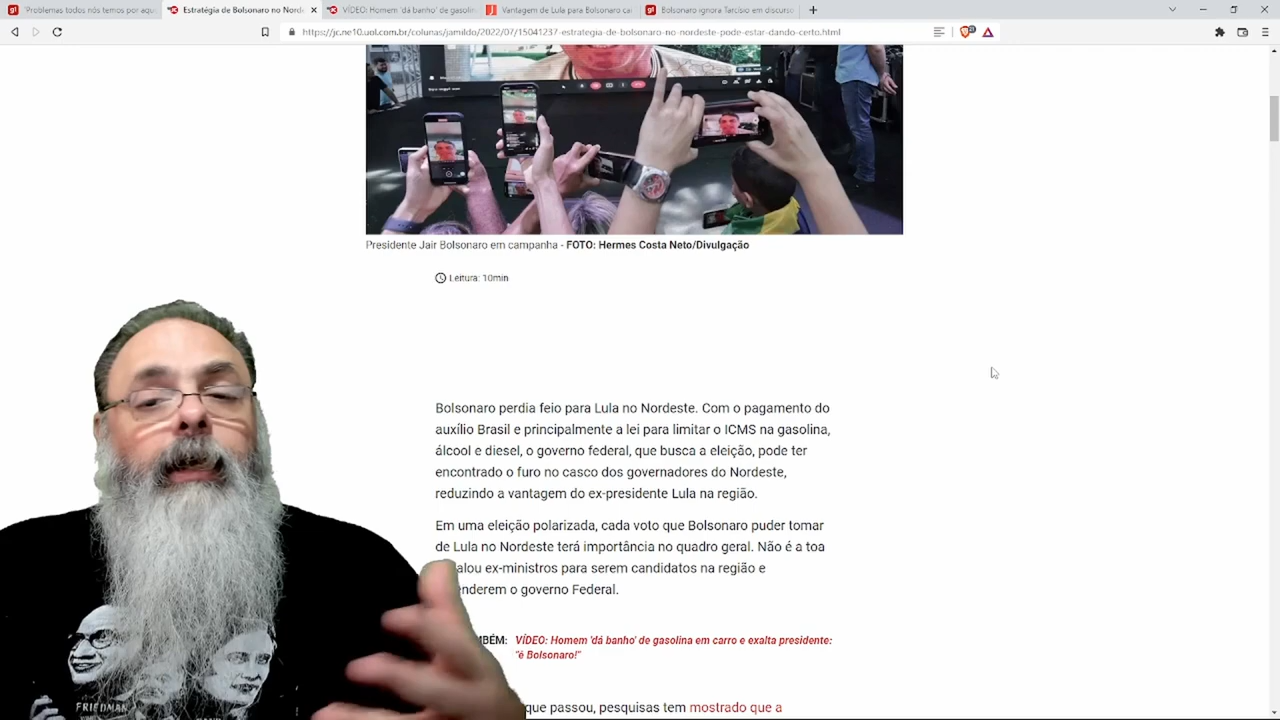 "Problemas todos nós temos por aqui
Estratégia de Bolsonaro no Norde
VÍDEO: Homem 'dá banho' de gasolin
Vantagem de Lula para Bolsonaro cai
Bolsonaro ignora Tarcísio em discurso
https://jc.ne10.uol.com.br/colunas/jamildo/2022/07/15041237-estrategia-de-bolsonaro-no-nordeste-pode-estar-dando-certo.html
Presidente Jair Bolsonaro em campanha - FOTO: Hermes Costa Neto/Divulgação
Leitura: 10min
Bolsonaro perdia feio para Lula no Nordeste. Com o pagamento do
auxílio Brasil e principalmente a lei para limitar o ICMS na gasolina,
álcool e diesel, o governo federal, que busca a eleição, pode ter
encontrado o furo no casco dos governadores do Nordeste,
reduzindo a vantagem do ex-presidente Lula na região.
Em uma eleição polarizada, cada voto que Bolsonaro puder tomar
de Lula no Nordeste terá importância no quadro geral. Não é a toa
alou ex-ministros para serem candidatos na região e
enderem o governo Federal.
MBÉM: VÍDEO: Homem 'dá banho' de gasolina em carro e exalta presidente:
"é Bolsonaro!"
que passou, pesquisas tem mostrado que a
FRIEDMAN